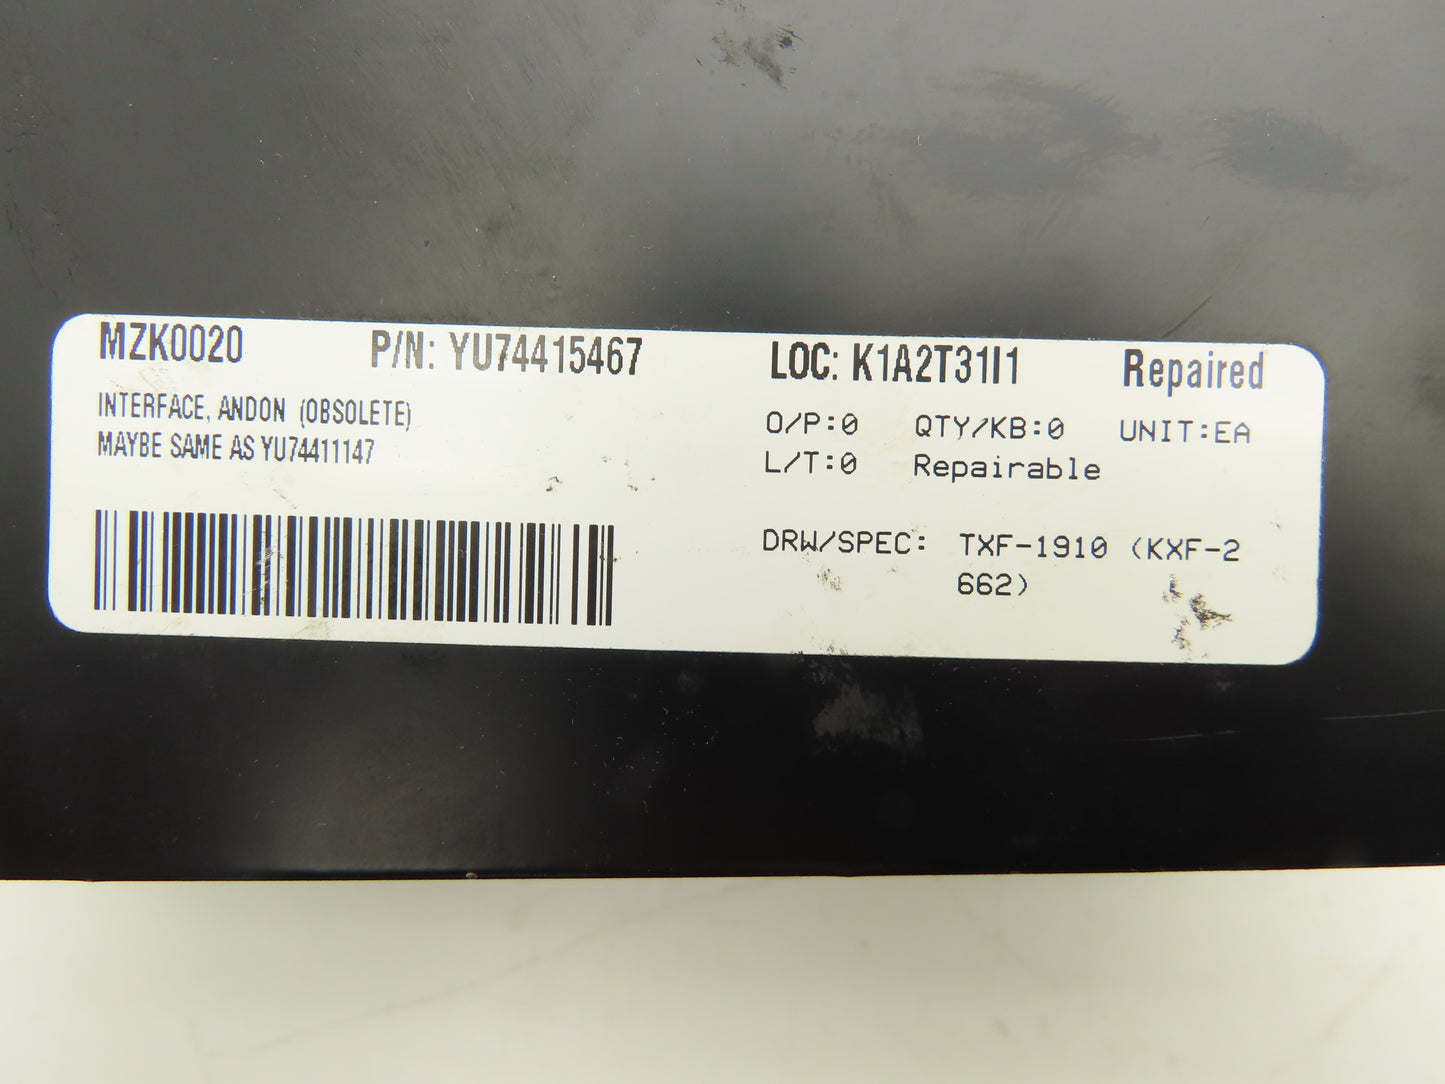 MZK0020 P/N: YU74415467 LOC: K1A2T31I1 Repaired
INTERFACE, ANDON (OBSOLETE)
MAYBE SAME AS YU74411147
O/P:0 QTY/KB:0 UNIT:EA
L/T:0 Repairable
DRW/SPEC: TXF-1910 (KXF-2
662)